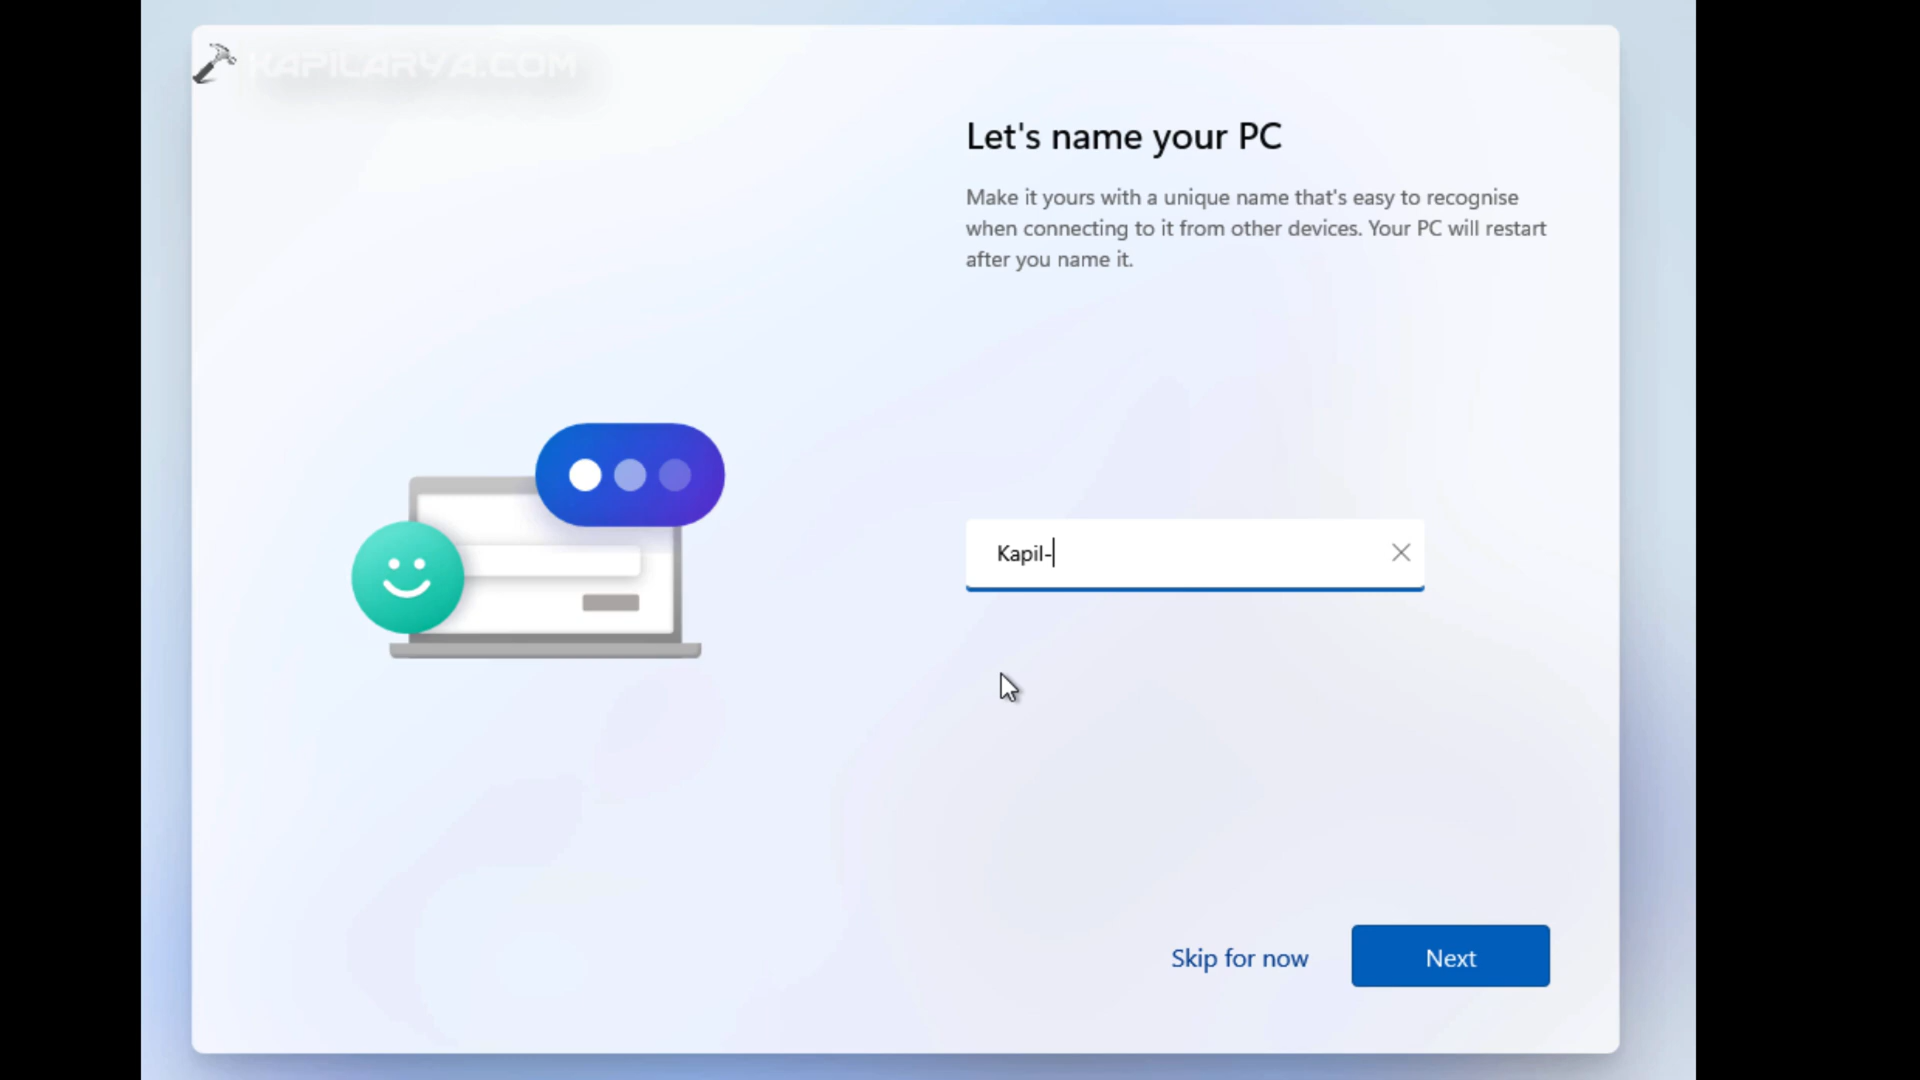 KAPILARYA.COM
Let's name your PC
Make it yours with a unique name that's easy to recognise
when connecting to it from other devices. Your PC will restart
after you name it.
Kapil-
Skip for now
Next